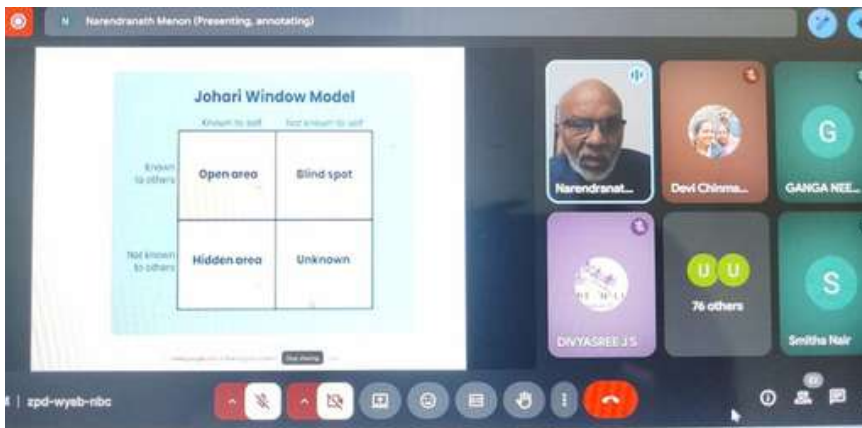 N Narendranath Menon (Presenting, annotating)
Johari Window Model
Known to self Not known to self
Known
to others
Open area Blind spot
Not known
to others
Hidden area Unknown
Stop sharing
Narendranat...
Devi Chinma...
G
GANGA NEE...
DIVYASREE J S
U U
76 others
S
Smitha Nair
zpd-wyeb-nbc